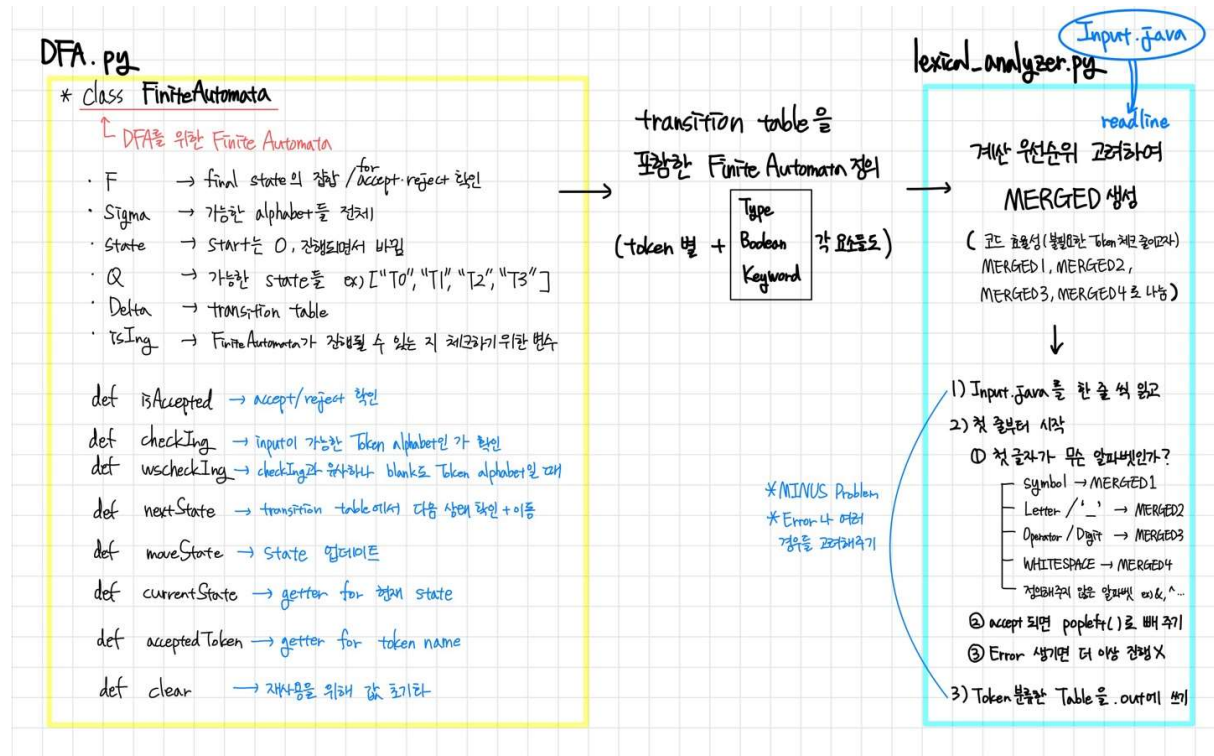 DFA.py
* class FiniteAutomata
DFA를 위한 Finite Automata
· F → final state의 집합 / for accept·reject 확인
· Sigma → 가능한 alphabet들 전체
· state → start는 0, 진행되면서 바뀜
· Q → 가능한 state들 ex) ["T0", "T1", "T2", "T3"]
· Delta → transition table
· isIng → Finite Automata가 진행될 수 있는 지 체크하기 위한 변수
def isAccepted → accept/reject 확인
def checkIng → input이 가능한 Token alphabet인 가 확인
def wscheckIng → checkIng과 유사하나 blank도 Token alphabet일 때
def nextState → transition table에서 다음 상태 확인 + 이동
def moveState → state 업데이트
def currentState → getter for 현재 state
def acceptedToken → getter for token name
def clear → 재사용을 위해 값 초기화
→
transition table을
포함한 Finite Automata 정의
(token 별 + Type Boolean Keyword 각 요소들도)
→
Input.java
lexical_analyzer.py
readline
계산 우선순위 고려하여
MERGED 생성
( 코드 효율성 (불필요한 Token 체크 줄이고자)
MERGED1, MERGED2,
MERGED3, MERGED4로 나눔)
↓
1) Input.java를 한 줄 씩 읽고
2) 첫 줄부터 시작
① 첫 글자가 무슨 알파벳인가?
symbol → MERGED1
Letter / '_' → MERGED2
Operator / Digit → MERGED3
WHITESPACE → MERGED4
정의해주지 않은 알파벳 ex) &, ^ ...
② accept 되면 popleft()로 빼 주기
③ Error 생기면 더 이상 진행 X
3) Token 분류한 Table을 .out에 쓰기
*MINUS Problem
*Error나 여러
경우들 고려해주기